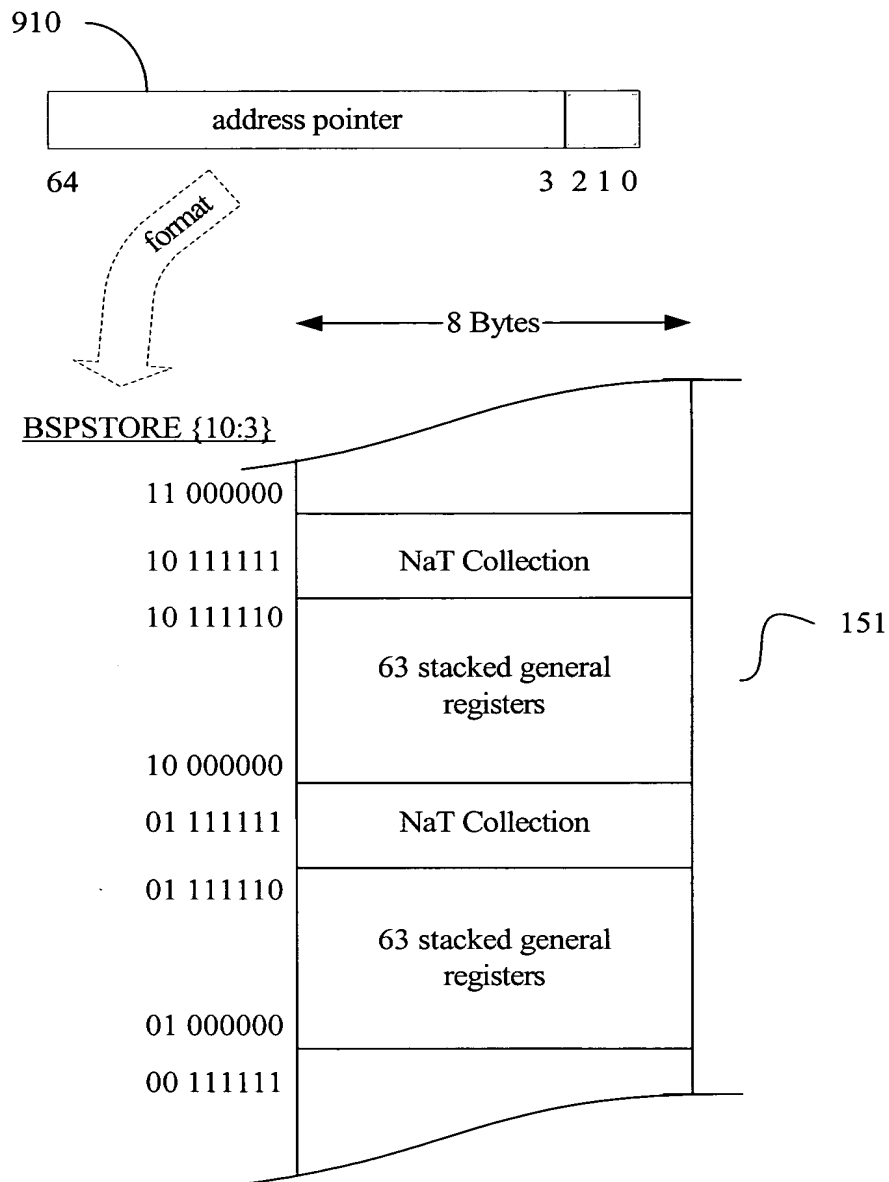 910
address pointer
64 3 2 1 0
format
8 Bytes
BSPSTORE {10:3}
11 000000
10 111111 NaT Collection
10 111110
63 stacked general
registers
151
10 000000
01 111111 NaT Collection
01 111110
63 stacked general
registers
01 000000
00 111111